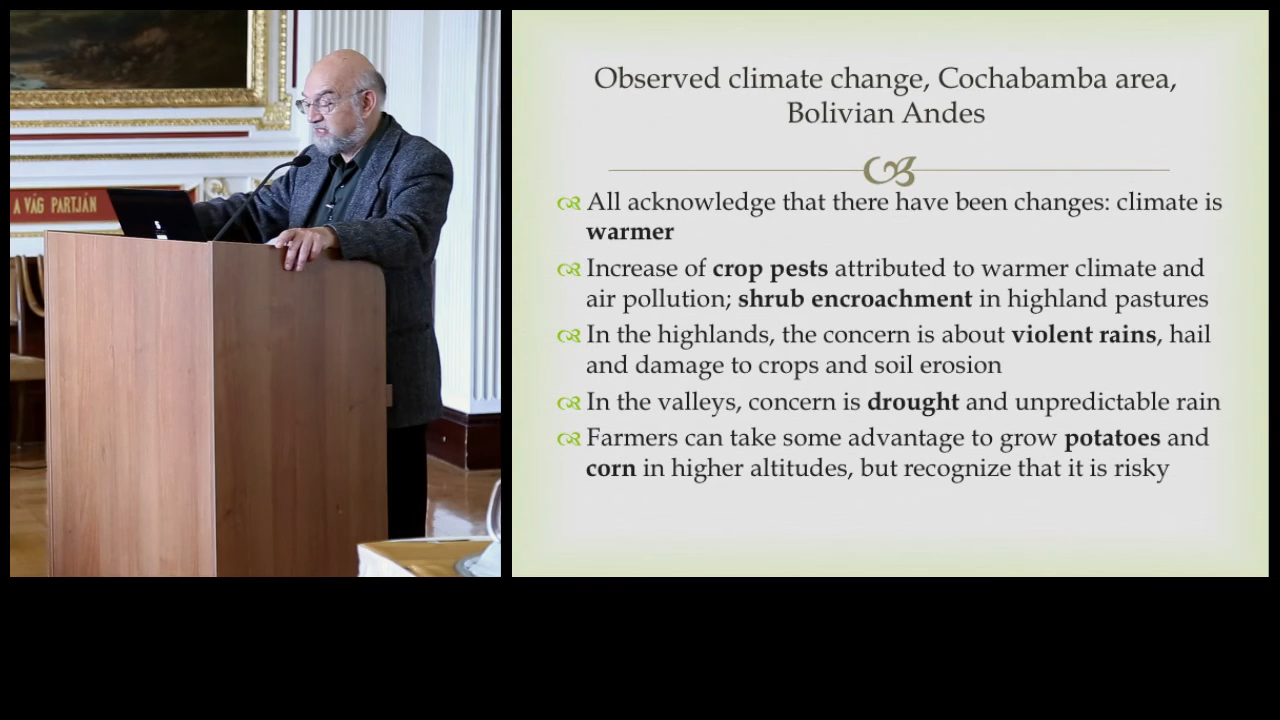 A VÁG PARTJÁN
Observed climate change, Cochabamba area,
Bolivian Andes
All acknowledge that there have been changes: climate is
warmer
Increase of crop pests attributed to warmer climate and
air pollution; shrub encroachment in highland pastures
In the highlands, the concern is about violent rains, hail
and damage to crops and soil erosion
In the valleys, concern is drought and unpredictable rain
Farmers can take some advantage to grow potatoes and
corn in higher altitudes, but recognize that it is risky